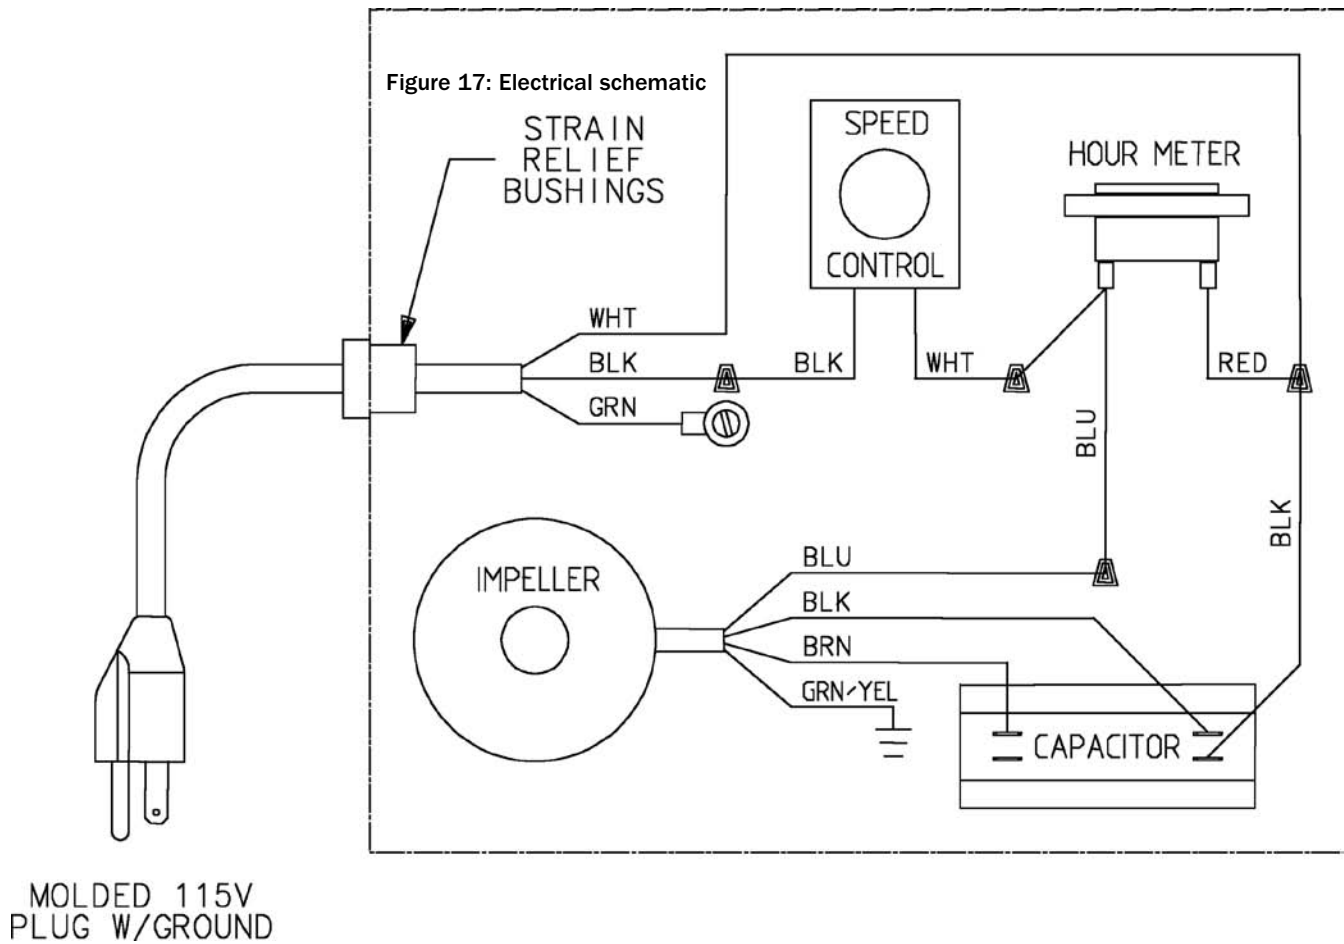 Figure 17: Electrical schematic
STRAIN
RELIEF
BUSHINGS
SPEED
CONTROL
HOUR METER
WHT
BLK
BLK
WHT
RED
GRN
BLU
BLK
IMPELLER
BLU
BLK
BRN
GRN/YEL
CAPACITOR
MOLDED 115V
PLUG W/GROUND